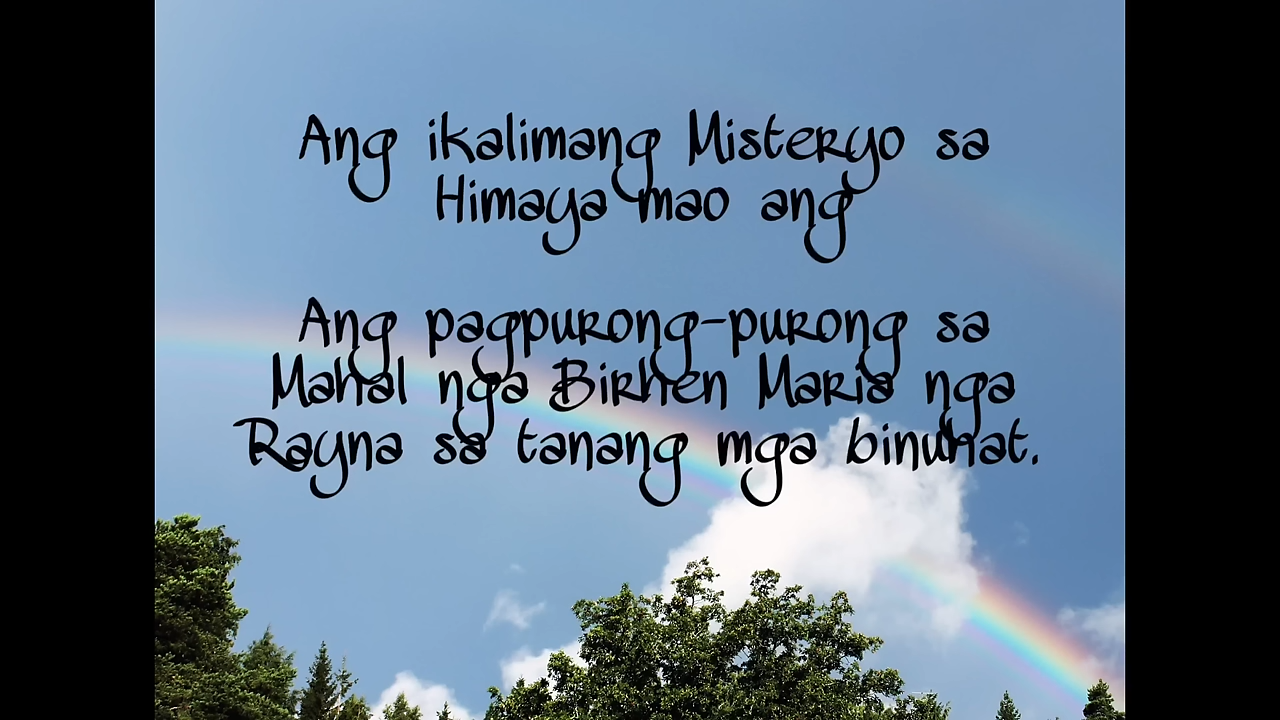 Ang ikalimang Misteryo sa
Himaya mao ang
Ang pagpurong-purong sa
Mahal nga Birhen Maria nga
Rayna sa tanang mga binuhat.